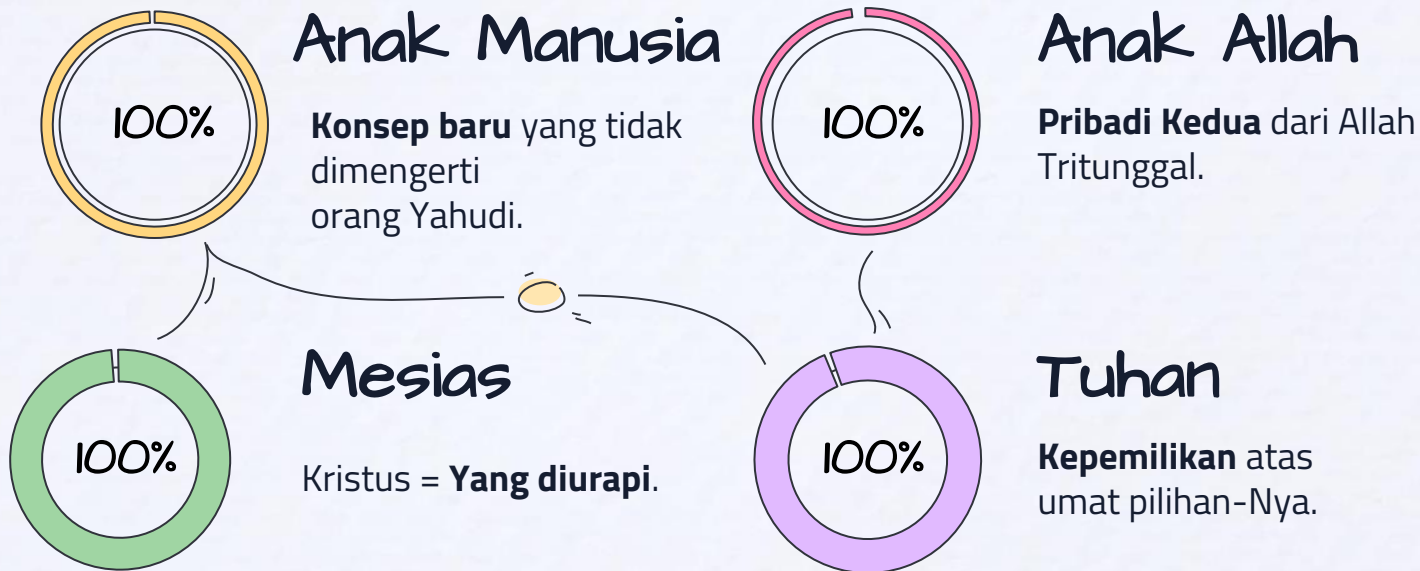 100%
Anak Manusia
Konsep baru yang tidak
dimengerti
orang Yahudi.
100%
Anak Allah
Pribadi Kedua dari Allah
Tritunggal.
100%
Mesias
Kristus = Yang diurapi.
100%
Tuhan
Kepemilikan atas
umat pilihan-Nya.